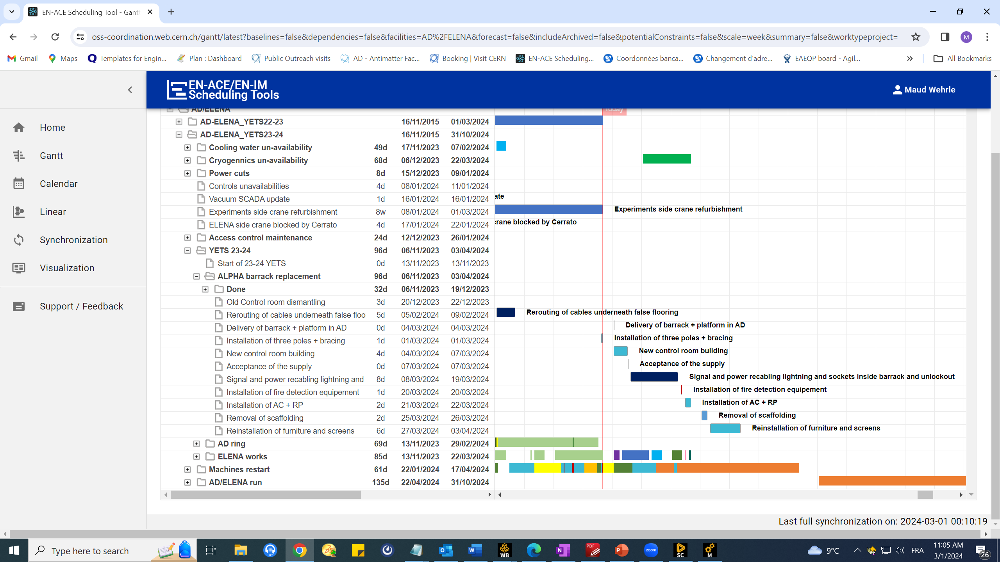 EN-ACE Scheduling Tool - Gant
oss-coordination.web.cern.ch/gantt/latest?baselines=false&dependencies=false&facilities=AD%2FELENA&forecast=false&includeArchived=false&potentialConstraints=false&scale=week&summary=false&worktypeproject=
M
Gmail Maps Templates for Engin... Plan : Dashboard Public Outreach visits AD - Antimatter Fac... Booking | Visit CERN EN-ACE Scheduling... Coordonnées banca... Changement d'adre... EAEQP board - Agil... All Bookmarks
EN-ACE/EN-IM
Scheduling Tools
Maud Wehrle
Home
Gantt
Calendar
Linear
Synchronization
Visualization
Support / Feedback
AD/ELENA Today
AD-ELENA_YETS22-23 16/11/2015 01/03/2024
AD-ELENA_YETS23-24 16/11/2015 31/10/2024
Cooling water un-availability 49d 17/11/2023 07/02/2024
Cryogennics un-availability 68d 06/12/2023 22/03/2024
Power cuts 8d 15/12/2023 09/01/2024
Controls unavailabilities 4d 08/01/2024 11/01/2024
Vacuum SCADA update 1d 16/01/2024 16/01/2024 ate
Experiments side crane refurbishment 8w 08/01/2024 01/03/2024 Experiments side crane refurbishment
ELENA side crane blocked by Cerrato 4d 17/01/2024 22/01/2024 crane blocked by Cerrato
Access control maintenance 24d 12/12/2023 26/01/2024
YETS 23-24 96d 06/11/2023 03/04/2024
Start of 23-24 YETS 0d 13/11/2023 13/11/2023
ALPHA barrack replacement 96d 06/11/2023 03/04/2024
Done 32d 06/11/2023 19/12/2023
Old Control room dismantling 3d 20/12/2023 22/12/2023
Rerouting of cables underneath false floo 5d 05/02/2024 09/02/2024 Rerouting of cables underneath false flooring
Delivery of barrack + platform in AD 0d 04/03/2024 04/03/2024 Delivery of barrack + platform in AD
Installation of three poles + bracing 1d 01/03/2024 01/03/2024 Installation of three poles + bracing
New control room building 4d 04/03/2024 07/03/2024 New control room building
Acceptance of the supply 0d 07/03/2024 07/03/2024 Acceptance of the supply
Signal and power recabling lightning and 8d 08/03/2024 19/03/2024 Signal and power recabling lightning and sockets inside barrack and unlockout
Installation of fire detection equipement 1d 20/03/2024 20/03/2024 Installation of fire detection equipement
Installation of AC + RP 2d 21/03/2024 22/03/2024 Installation of AC + RP
Removal of scaffolding 2d 25/03/2024 26/03/2024 Removal of scaffolding
Reinstallation of furniture and screens 6d 27/03/2024 03/04/2024 Reinstallation of furniture and screens
AD ring 69d 13/11/2023 29/02/2024
ELENA works 85d 13/11/2023 22/03/2024
Machines restart 61d 22/01/2024 17/04/2024
AD/ELENA run 135d 22/04/2024 31/10/2024
Last full synchronization on: 2024-03-01 00:10:19
Type here to search
WB
N
PDF
P
zoom
SC
M
9°C
FRA
11:05 AM
3/1/2024
26